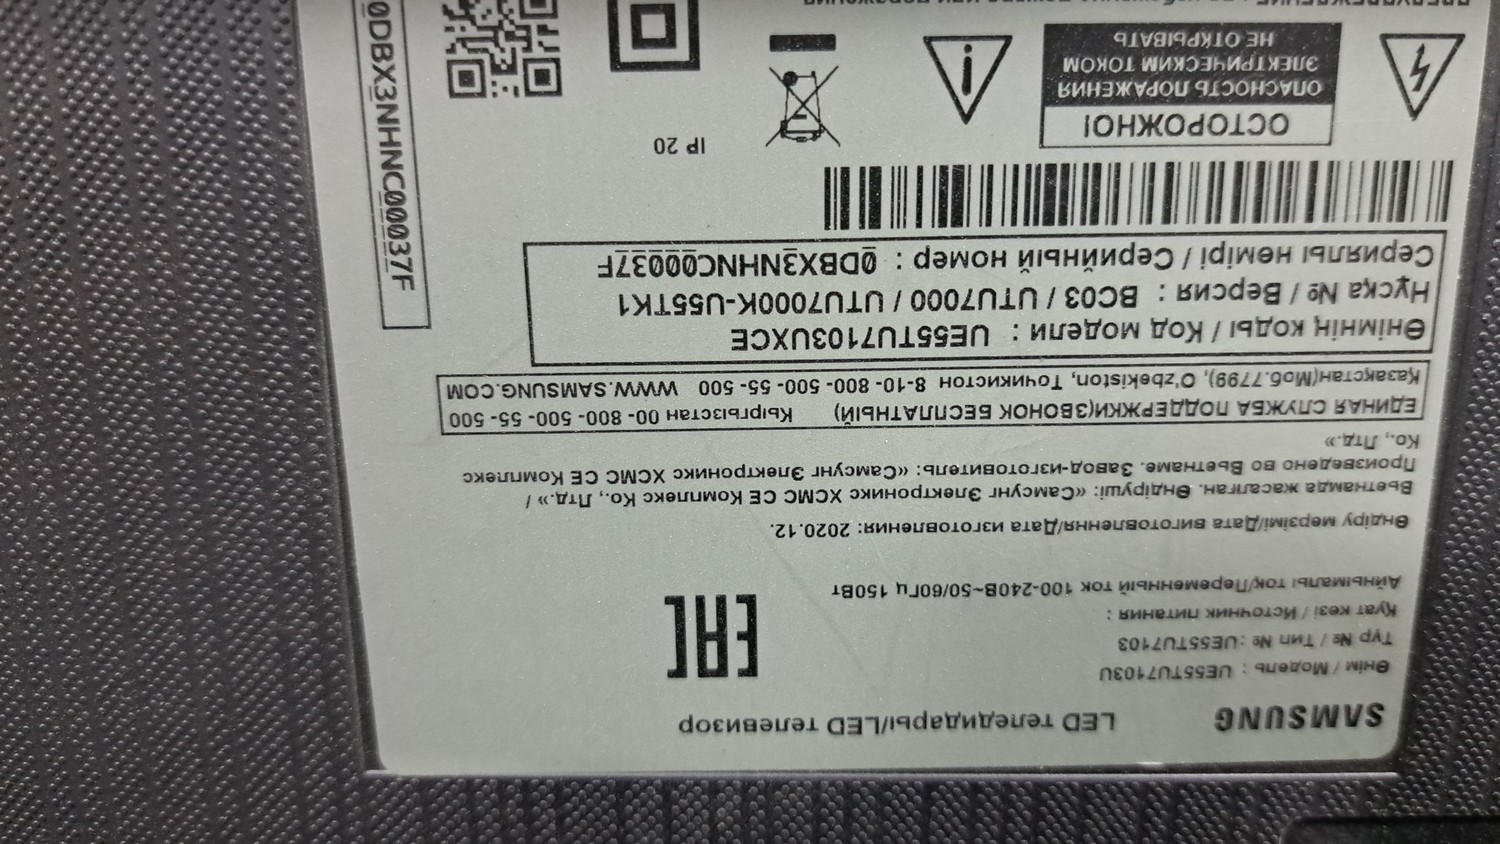 SAMSUNG LED теледидары/LED телевизор
Өнім / Модель : UE55TU7103U
Түр № / Тип № : UE55TU7103
Қуат көзі / Источник питания :
Айнымалы ток/Переменный ток 100-240В~50/60Гц 150Вт
EAC
Өндіру мерзімі/Дата виготовлення/Дата изготовления: 2020.12.
Вьетнамда жасалған. Өндіруші: «Самсунг Электроникс ХСМС СЕ Комплекс Ко., Лтд.» /
Произведено во Вьетнаме. Завод-изготовитель: «Самсунг Электроникс ХСМС СЕ Комплекс
Ко., Лтд.»
ЕДИНАЯ СЛУЖБА ПОДДЕРЖКИ(ЗВОНОК БЕСПЛАТНЫЙ) Кыргызстан 00- 800- 500- 55- 500
Қазақстан(Моб.7799), O'zbekiston, Точикистон 8-10- 800- 500- 55- 500 WWW.SAMSUNG.COM
Өнімнің коды / Код модели : UE55TU7103UXCE
Нұсқа № / Версия : BC03 / UTU7000 / UTU7000K-U55TK1
Сериялы нөмірі / Серийный номер : 0DBX3NHNC00037F
IP 20
ОСТОРОЖНО!
ОПАСНОСТЬ ПОРАЖЕНИЯ
ЭЛЕКТРИЧЕСКИМ ТОКОМ
НЕ ОТКРЫВАТЬ
0DBX3NHNC00037F